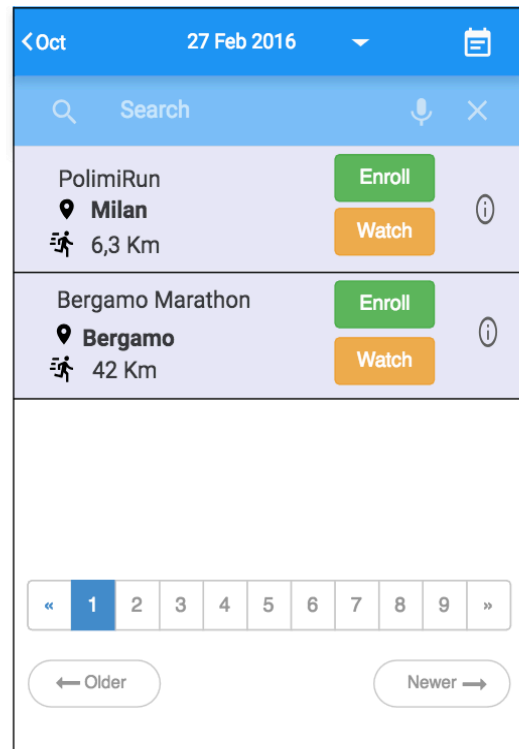 <Oct 27 Feb 2016
Search
PolimiRun
Milan
6,3 Km
Enroll
Watch
Bergamo Marathon
Bergamo
42 Km
Enroll
Watch
« 1 2 3 4 5 6 7 8 9 »
Older Newer